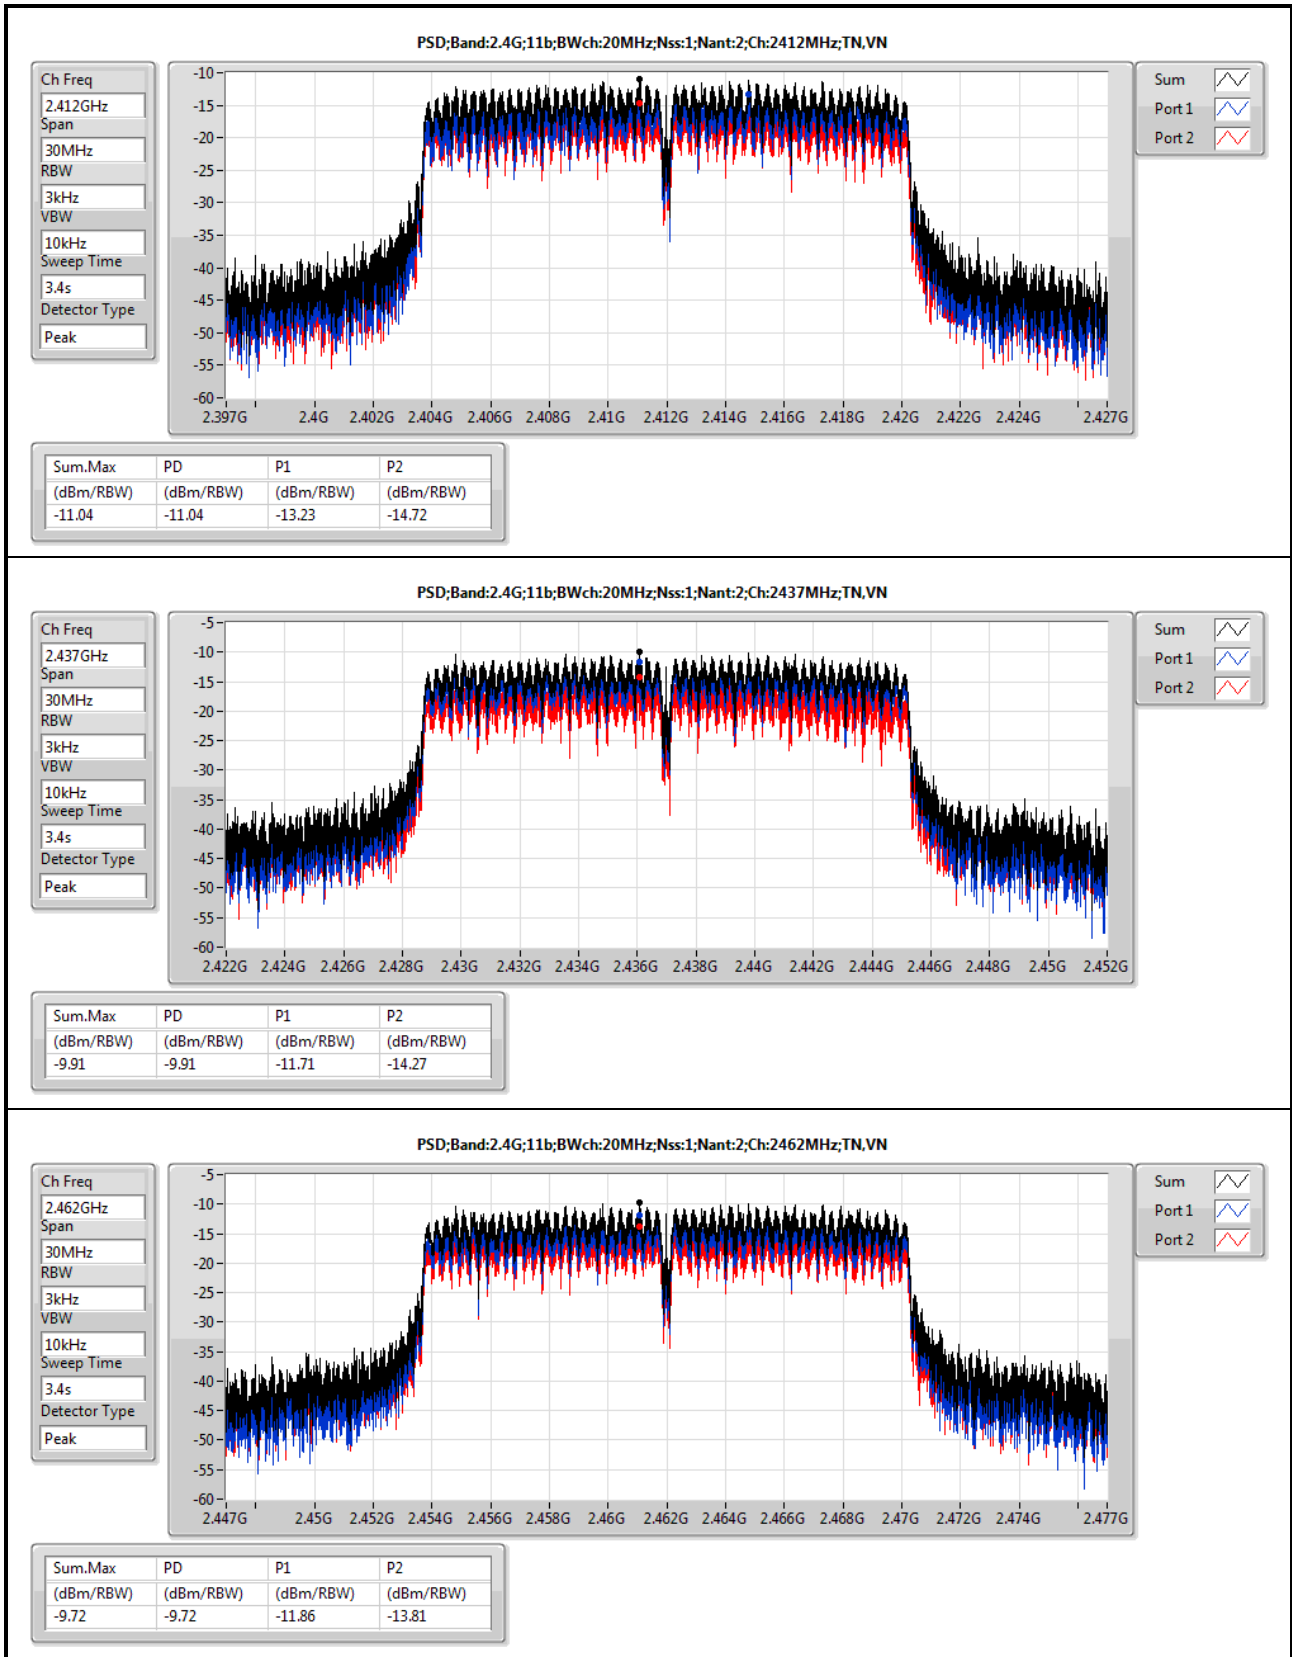 PSD;Band:2.4G;11b;BWch:20MHz;Nss:1;Nant:2;Ch:2412MHz;TN,VN
Ch Freq
2.412GHz
Span
30MHz
RBW
3kHz
VBW
10kHz
Sweep Time
3.4s
Detector Type
Peak
-10
-15
-20
-25
-30
-35
-40
-45
-50
-55
-60
2.397G 2.4G 2.402G 2.404G 2.406G 2.408G 2.41G 2.412G 2.414G 2.416G 2.418G 2.42G 2.422G 2.424G 2.427G
Sum
Port 1
Port 2
Sum.Max PD P1 P2
(dBm/RBW) (dBm/RBW) (dBm/RBW) (dBm/RBW)
-11.04 -11.04 -13.23 -14.72
PSD;Band:2.4G;11b;BWch:20MHz;Nss:1;Nant:2;Ch:2437MHz;TN,VN
Ch Freq
2.437GHz
Span
30MHz
RBW
3kHz
VBW
10kHz
Sweep Time
3.4s
Detector Type
Peak
-5
-10
-15
-20
-25
-30
-35
-40
-45
-50
-55
-60
2.422G 2.424G 2.426G 2.428G 2.43G 2.432G 2.434G 2.436G 2.438G 2.44G 2.442G 2.444G 2.446G 2.448G 2.45G 2.452G
Sum
Port 1
Port 2
Sum.Max PD P1 P2
(dBm/RBW) (dBm/RBW) (dBm/RBW) (dBm/RBW)
-9.91 -9.91 -11.71 -14.27
PSD;Band:2.4G;11b;BWch:20MHz;Nss:1;Nant:2;Ch:2462MHz;TN,VN
Ch Freq
2.462GHz
Span
30MHz
RBW
3kHz
VBW
10kHz
Sweep Time
3.4s
Detector Type
Peak
-5
-10
-15
-20
-25
-30
-35
-40
-45
-50
-55
-60
2.447G 2.45G 2.452G 2.454G 2.456G 2.458G 2.46G 2.462G 2.464G 2.466G 2.468G 2.47G 2.472G 2.474G 2.477G
Sum
Port 1
Port 2
Sum.Max PD P1 P2
(dBm/RBW) (dBm/RBW) (dBm/RBW) (dBm/RBW)
-9.72 -9.72 -11.86 -13.81